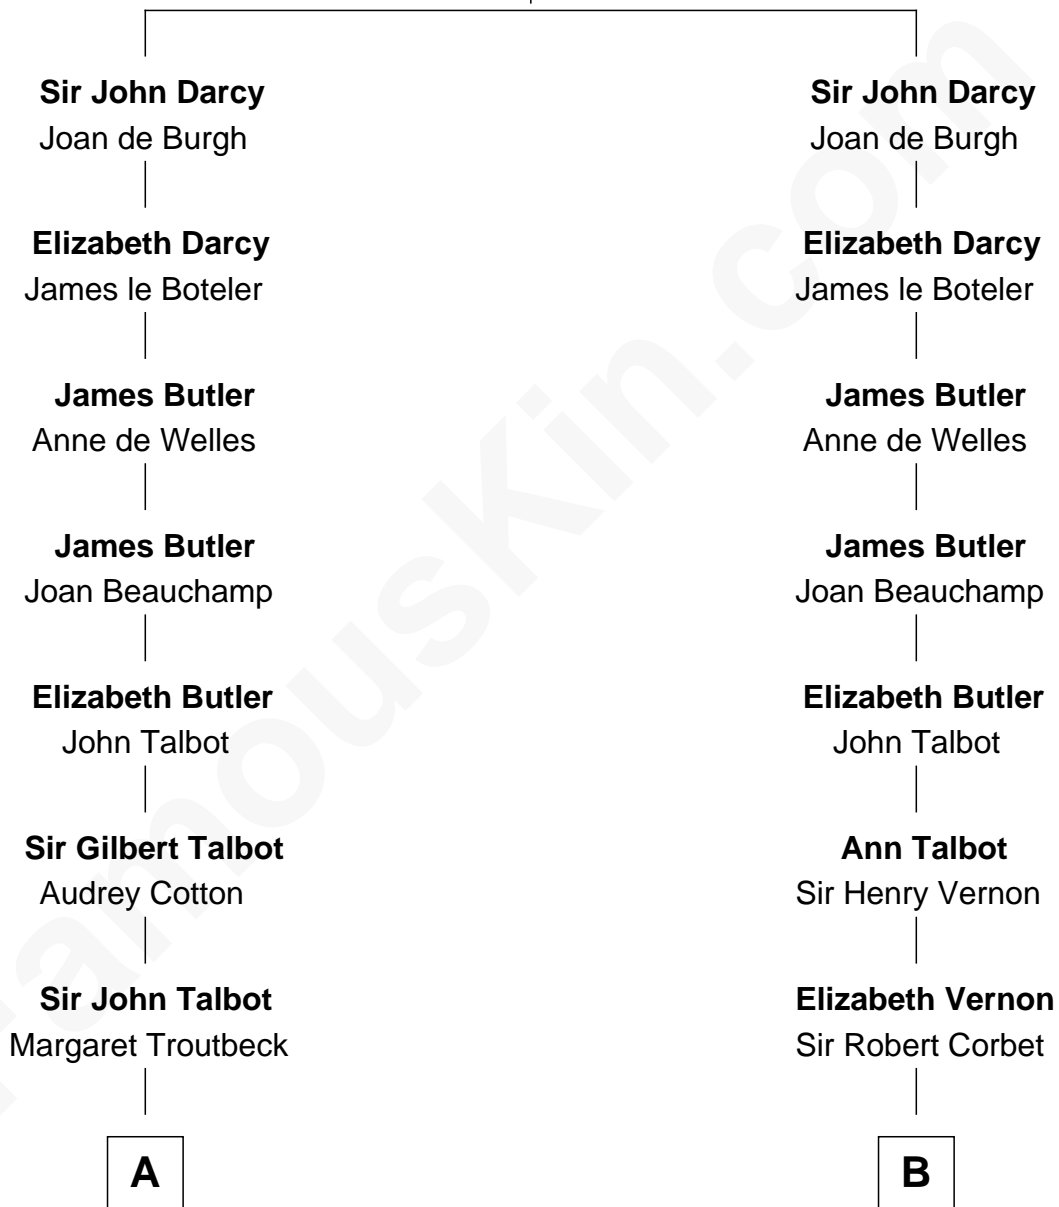 Sir John Darcy
Joan de Burgh
Elizabeth Darcy
James le Boteler
James Butler
Anne de Welles
James Butler
Joan Beauchamp
Elizabeth Butler
John Talbot
Sir Gilbert Talbot
Audrey Cotton
Sir John Talbot
Margaret Troutbeck
A
Sir John Darcy
Joan de Burgh
Elizabeth Darcy
James le Boteler
James Butler
Anne de Welles
James Butler
Joan Beauchamp
Elizabeth Butler
John Talbot
Ann Talbot
Sir Henry Vernon
Elizabeth Vernon
Sir Robert Corbet
B
FamousKin.com